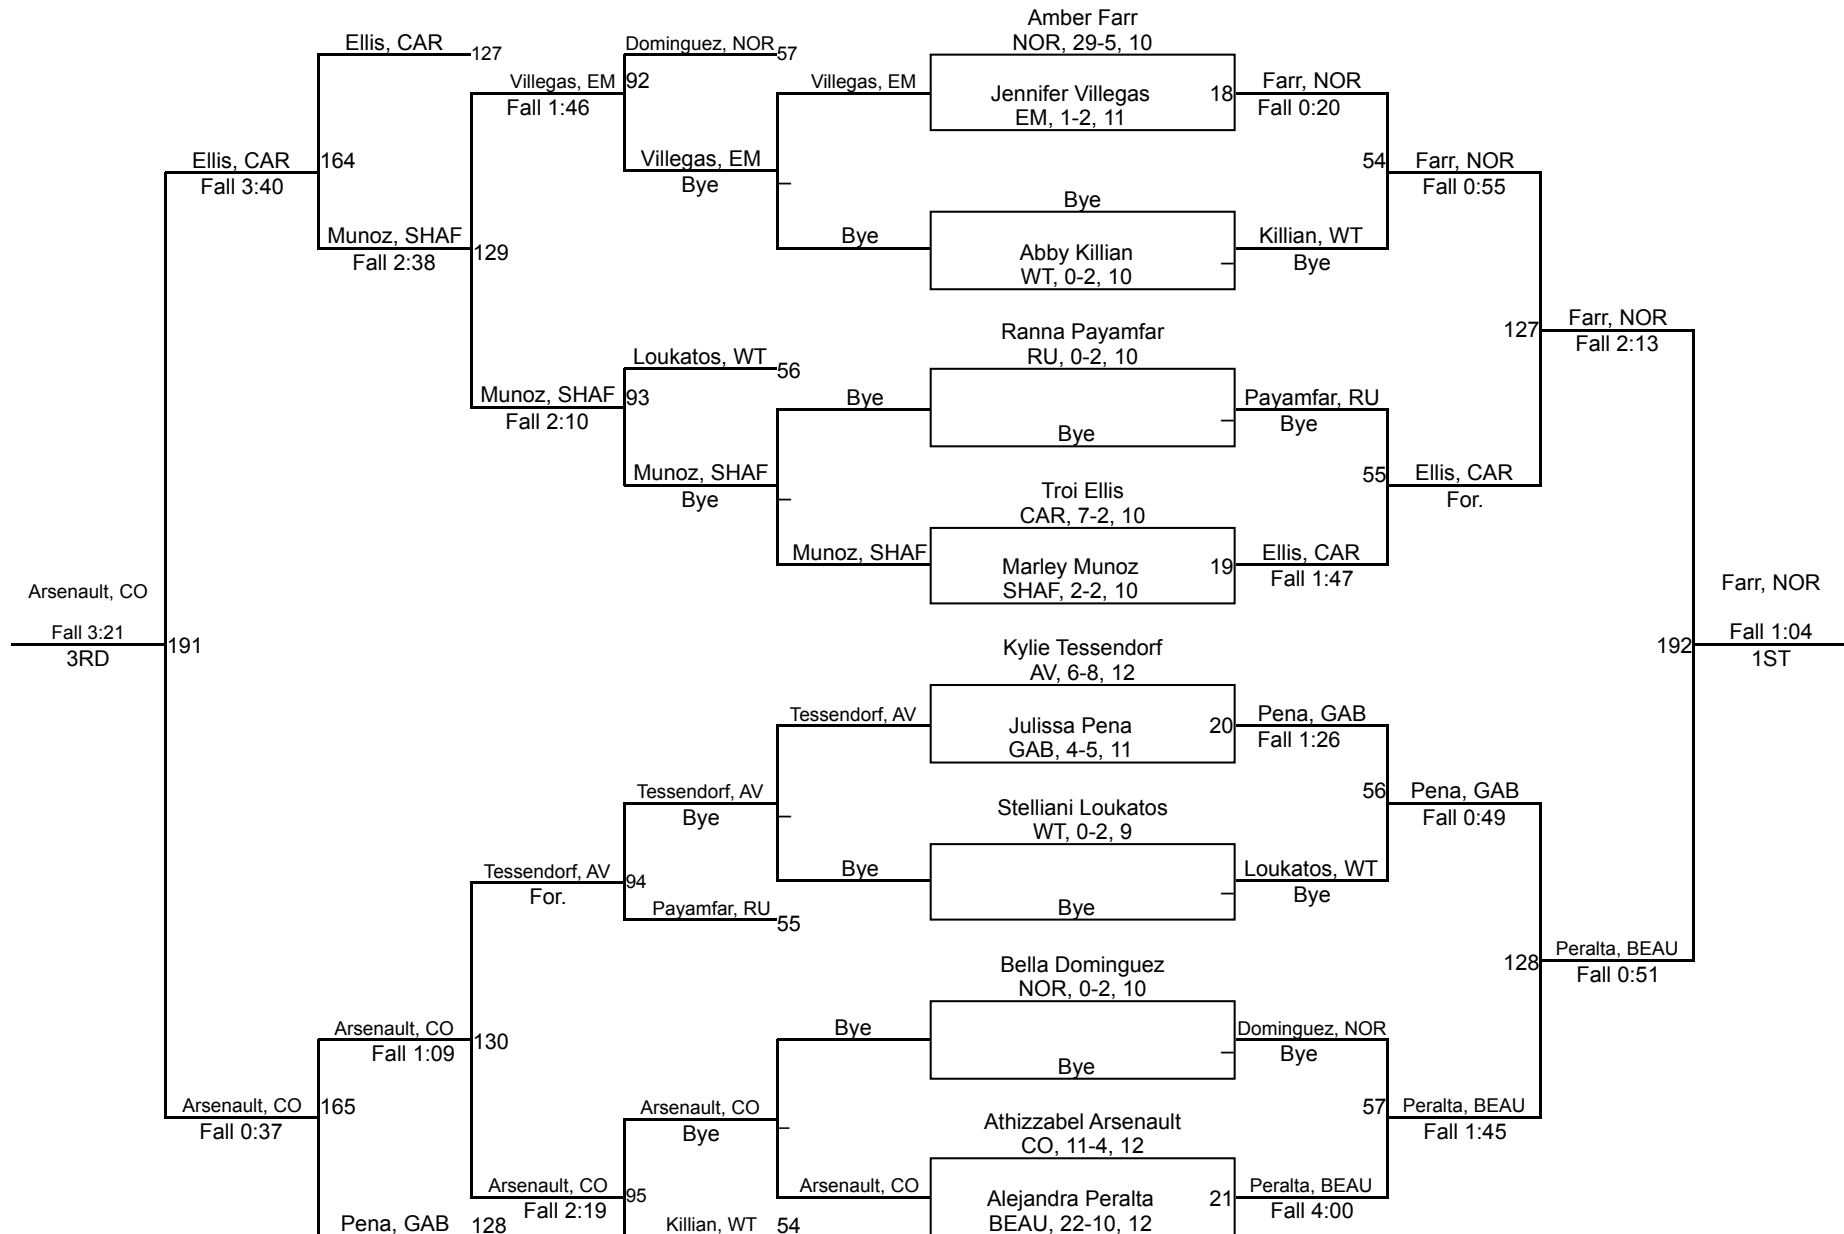 Amber Farr
NOR, 29-5, 10
Ellis, CAR
127
Dominguez, NOR
57
Villegas, EM
92
Fall 1:46
Villegas, EM
Jennifer Villegas
EM, 1-2, 11
18
Farr, NOR
Fall 0:20
Ellis, CAR
164
Fall 3:40
Villegas, EM
Bye
54
Farr, NOR
Fall 0:55
Bye
Munoz, SHAF
129
Fall 2:38
Bye
Abby Killian
WT, 0-2, 10
Killian, WT
Bye
Ranna Payamfar
RU, 0-2, 10
127
Farr, NOR
Fall 2:13
Loukatos, WT
56
Munoz, SHAF
93
Fall 2:10
Bye
Bye
Payamfar, RU
Bye
Munoz, SHAF
Bye
55
Ellis, CAR
For.
Troi Ellis
CAR, 7-2, 10
Munoz, SHAF
Marley Munoz
SHAF, 2-2, 10
19
Ellis, CAR
Fall 1:47
Arsenault, CO
Fall 3:21
3RD
191
Farr, NOR
192
Fall 1:04
1ST
Kylie Tessendorf
AV, 6-8, 12
Tessendorf, AV
Julissa Pena
GAB, 4-5, 11
20
Pena, GAB
Fall 1:26
Tessendorf, AV
Bye
56
Pena, GAB
Fall 0:49
Stelliani Loukatos
WT, 0-2, 9
Tessendorf, AV
94
For.
Bye
Bye
Loukatos, WT
Bye
Payamfar, RU
55
Bella Dominguez
NOR, 0-2, 10
128
Peralta, BEAU
Fall 0:51
Arsenault, CO
130
Fall 1:09
Bye
Bye
Dominguez, NOR
Bye
Arsenault, CO
165
Fall 0:37
Arsenault, CO
Bye
57
Peralta, BEAU
Fall 1:45
Athizzabel Arsenault
CO, 11-4, 12
Arsenault, CO
95
Fall 2:19
Arsenault, CO
Alejandra Peralta
BEAU, 22-10, 12
21
Peralta, BEAU
Fall 4:00
Pena, GAB
128
Killian, WT
54